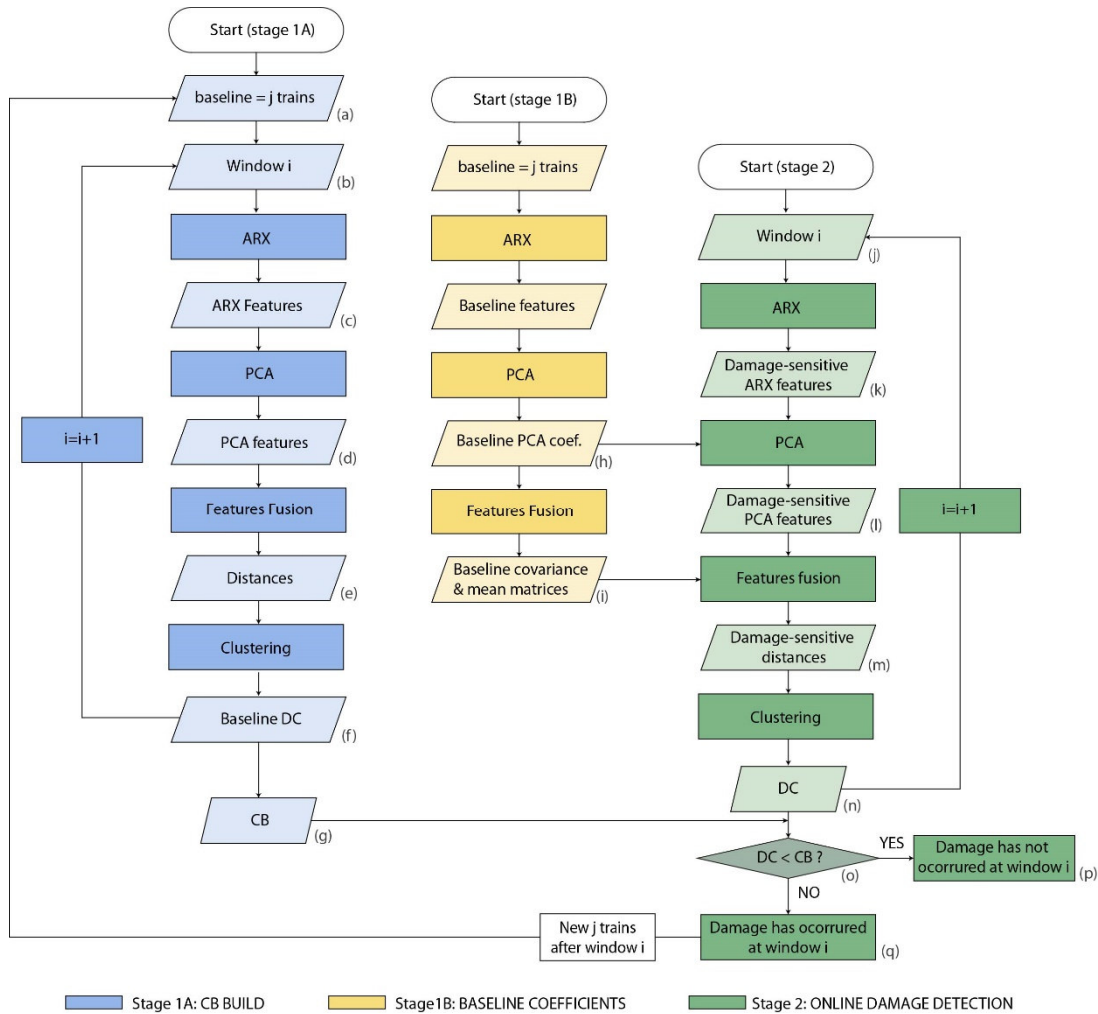 Start (stage 1A)
baseline = j trains
(a)
Window i
(b)
ARX
ARX Features
(c)
PCA
i=i+1
PCA features
(d)
Features Fusion
Distances
(e)
Clustering
Baseline DC
(f)
CB
(g)
Start (stage 1B)
baseline = j trains
ARX
Baseline features
PCA
Baseline PCA coef.
(h)
Features Fusion
Baseline covariance
& mean matrices
(i)
Start (stage 2)
Window i
(j)
ARX
Damage-sensitive
ARX features
(k)
PCA
Damage-sensitive
PCA features
(l)
i=i+1
Features fusion
Damage-sensitive
distances
(m)
Clustering
DC
(n)
DC < CB ?
(o)
YES
Damage has not
ocorrured at window i
(p)
NO
Damage has ocorrured
at window i
(q)
New j trains
after window i
Stage 1A: CB BUILD
Stage1B: BASELINE COEFFICIENTS
Stage 2: ONLINE DAMAGE DETECTION